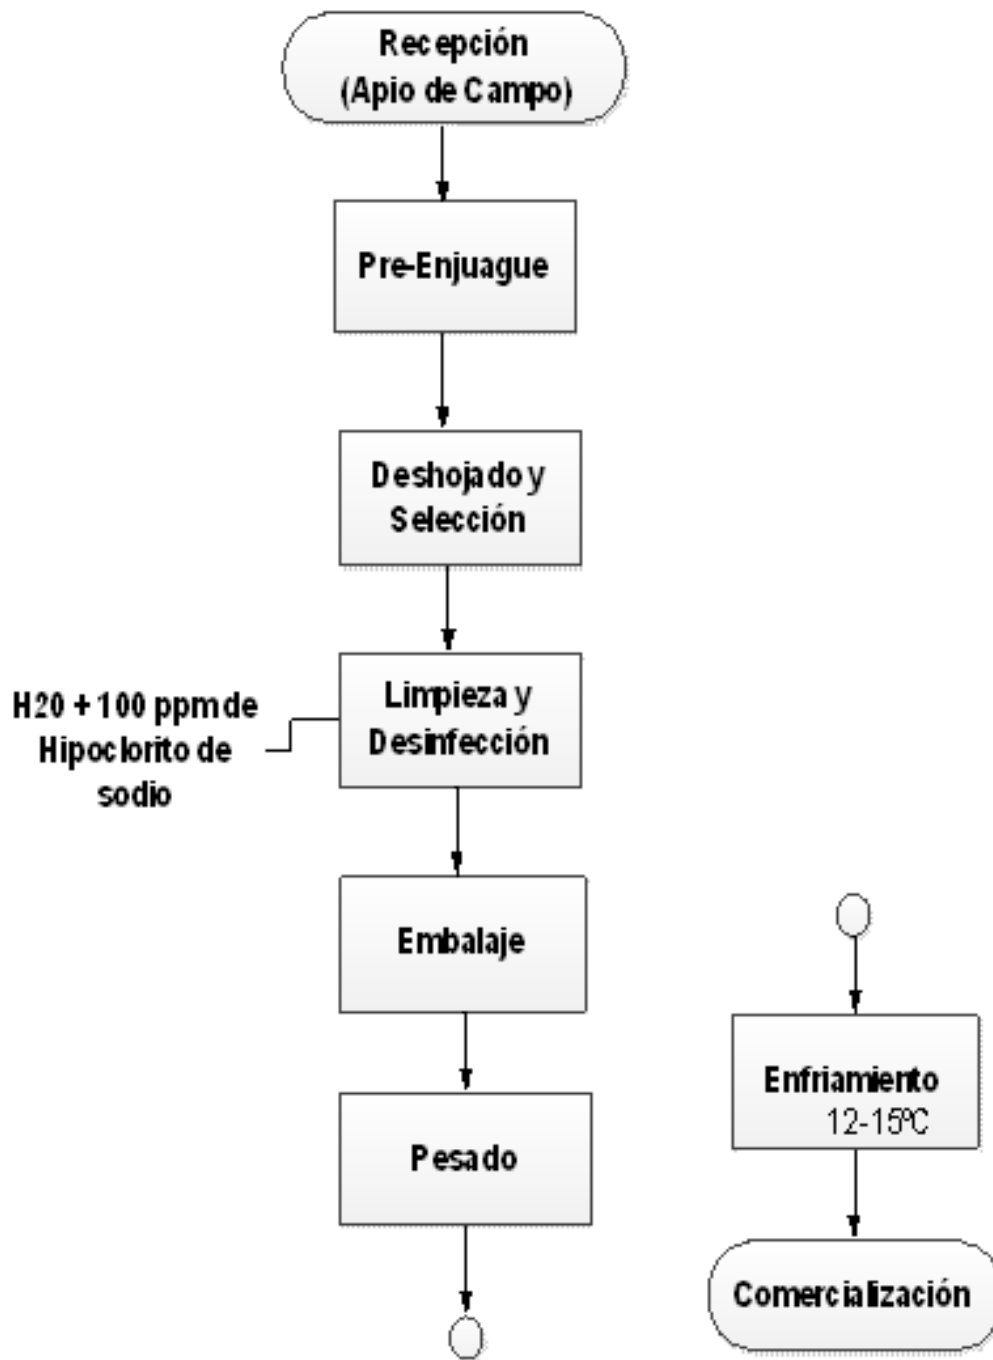 Recepción
(Apio de Campo)
Pre-Enjuague
Deshojado y
Selección
H20 + 100 ppm de
Hipoclorito de
sodio
Limpieza y
Desinfección
Embalaje
Pesado
Enfriamiento
12-15ºC
Comercialización